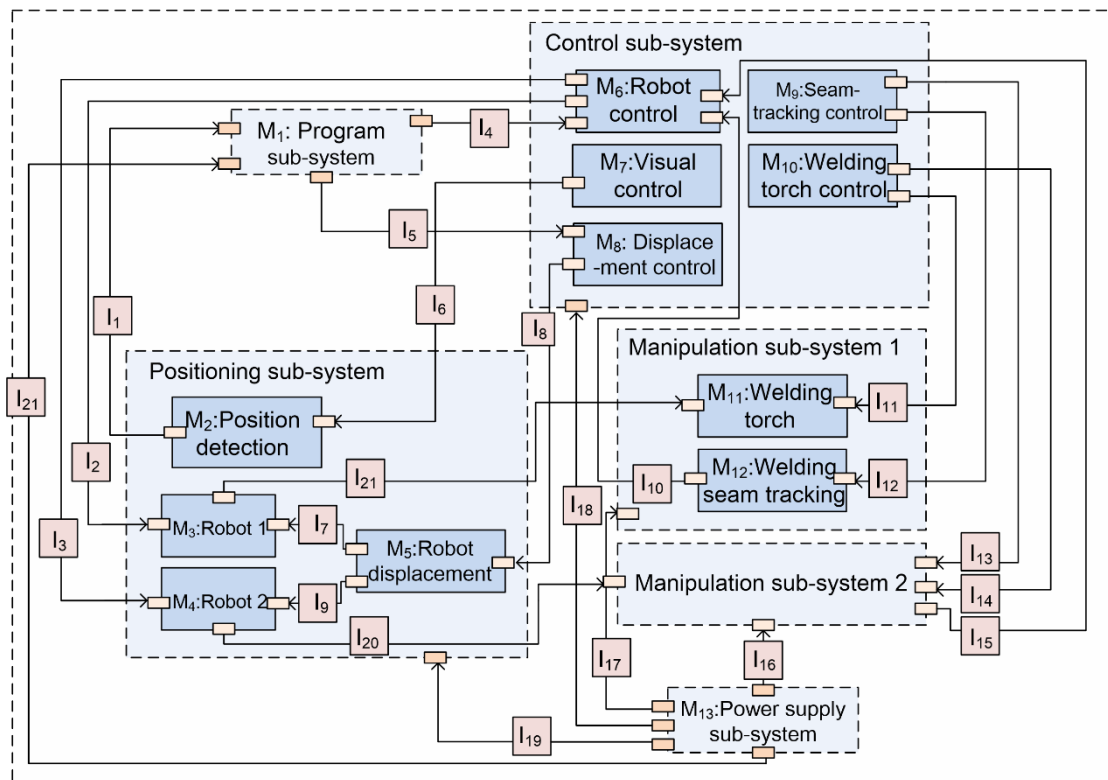 Control sub-system
M₆:Robot
control
M₉:Seam-
tracking control
M₁: Program
sub-system
I₄
M₇:Visual
control
M₁₀:Welding
torch control
I₅
M₈: Displace
-ment control
I₁
I₆
I₈
Manipulation sub-system 1
Positioning sub-system
I₂₁
M₁₁:Welding
torch
I₁₁
M₂:Position
detection
I₂
I₂₁
I₁₀
M₁₂:Welding
seam tracking
I₁₂
I₁₈
I₃
M₃:Robot 1
I₇
M₅:Robot
displacement
I₁₃
Manipulation sub-system 2
M₄:Robot 2
I₉
I₁₄
I₂₀
I₁₅
I₁₇
I₁₆
M₁₃:Power supply
sub-system
I₁₉